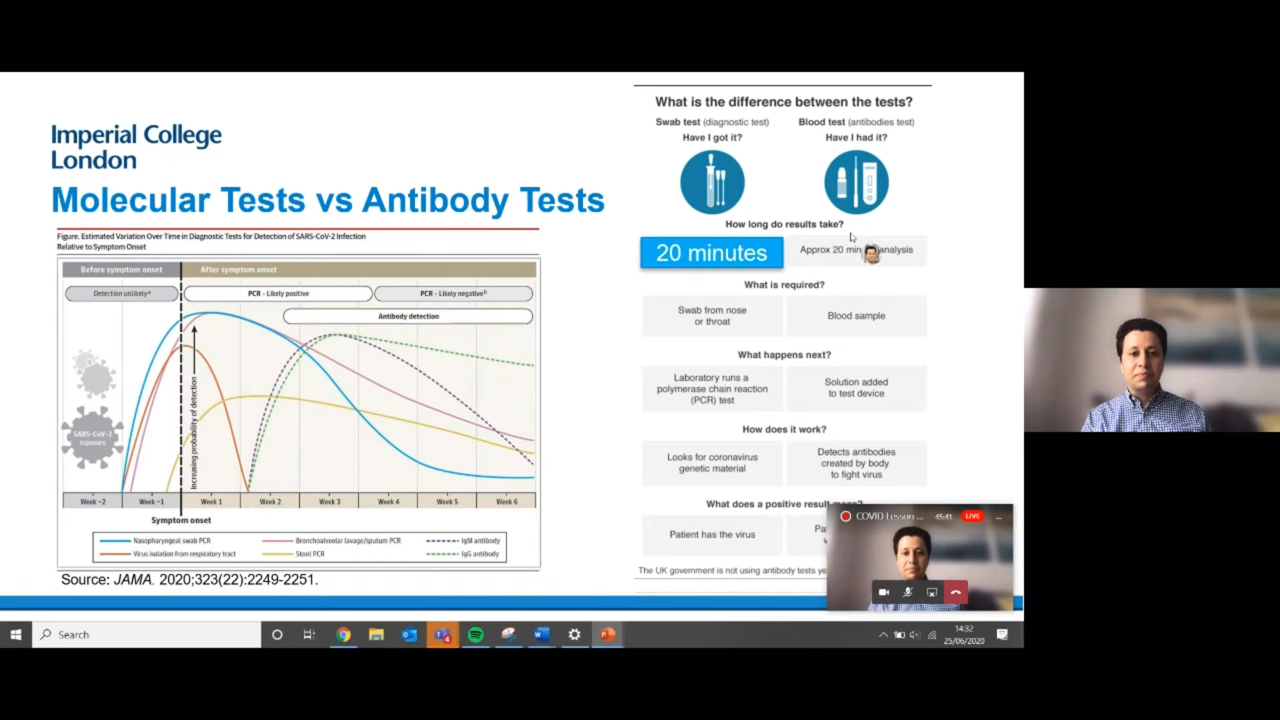 Imperial College
London
Molecular Tests vs Antibody Tests
Figure. Estimated Variation Over Time in Diagnostic Tests for Detection of SARS-CoV-2 Infection
Relative to Symptom Onset
Before symptom onset
After symptom onset
Detection unlikelyᵃ
PCR - Likely positive
PCR - Likely negativeᵇ
Antibody detection
SARS-CoV-2
exposure
Increasing probability of detection
Week -2
Week -1
Week 1
Week 2
Week 3
Week 4
Week 5
Week 6
Symptom onset
Nasopharyngeal swab PCR
Bronchoalveolar lavage/sputum PCR
IgM antibody
Virus isolation from respiratory tract
Stool PCR
IgG antibody
Source: JAMA. 2020;323(22):2249-2251.
What is the difference between the tests?
Swab test (diagnostic test)
Blood test (antibodies test)
Have I got it?
Have I had it?
How long do results take?
20 minutes
Approx 20 min analysis
What is required?
Swab from nose
or throat
Blood sample
What happens next?
Laboratory runs a
polymerase chain reaction
(PCR) test
Solution added
to test device
How does it work?
Looks for coronavirus
genetic material
Detects antibodies
created by body
to fight virus
What does a positive result mean?
Patient has the virus
The UK government is not using antibody tests
COVID Lesson ...
45:41
LIVE
Search
14:32
25/06/2020